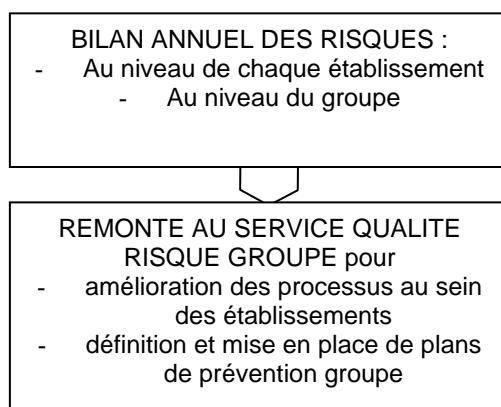 BILAN ANNUEL DES RISQUES :
- Au niveau de chaque établissement
- Au niveau du groupe
REMONTE AU SERVICE QUALITE
RISQUE GROUPE pour
- amélioration des processus au sein
des établissements
- définition et mise en place de plans
de prévention groupe